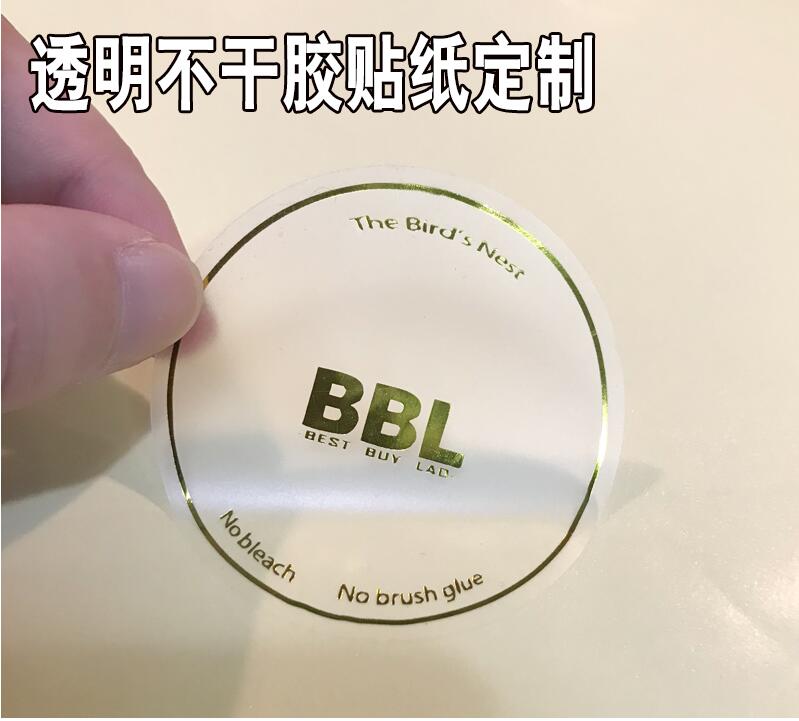 透明不干胶贴纸定制
The Bird's Nest
BBL
BEST BUY LAD.
No bleach
No brush glue